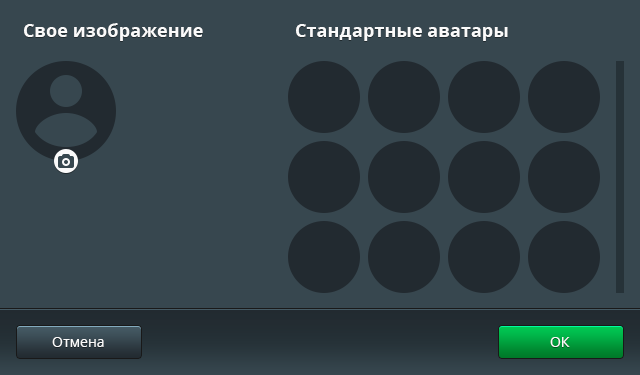 Свое изображение
Стандартные аватары
Отмена
OK